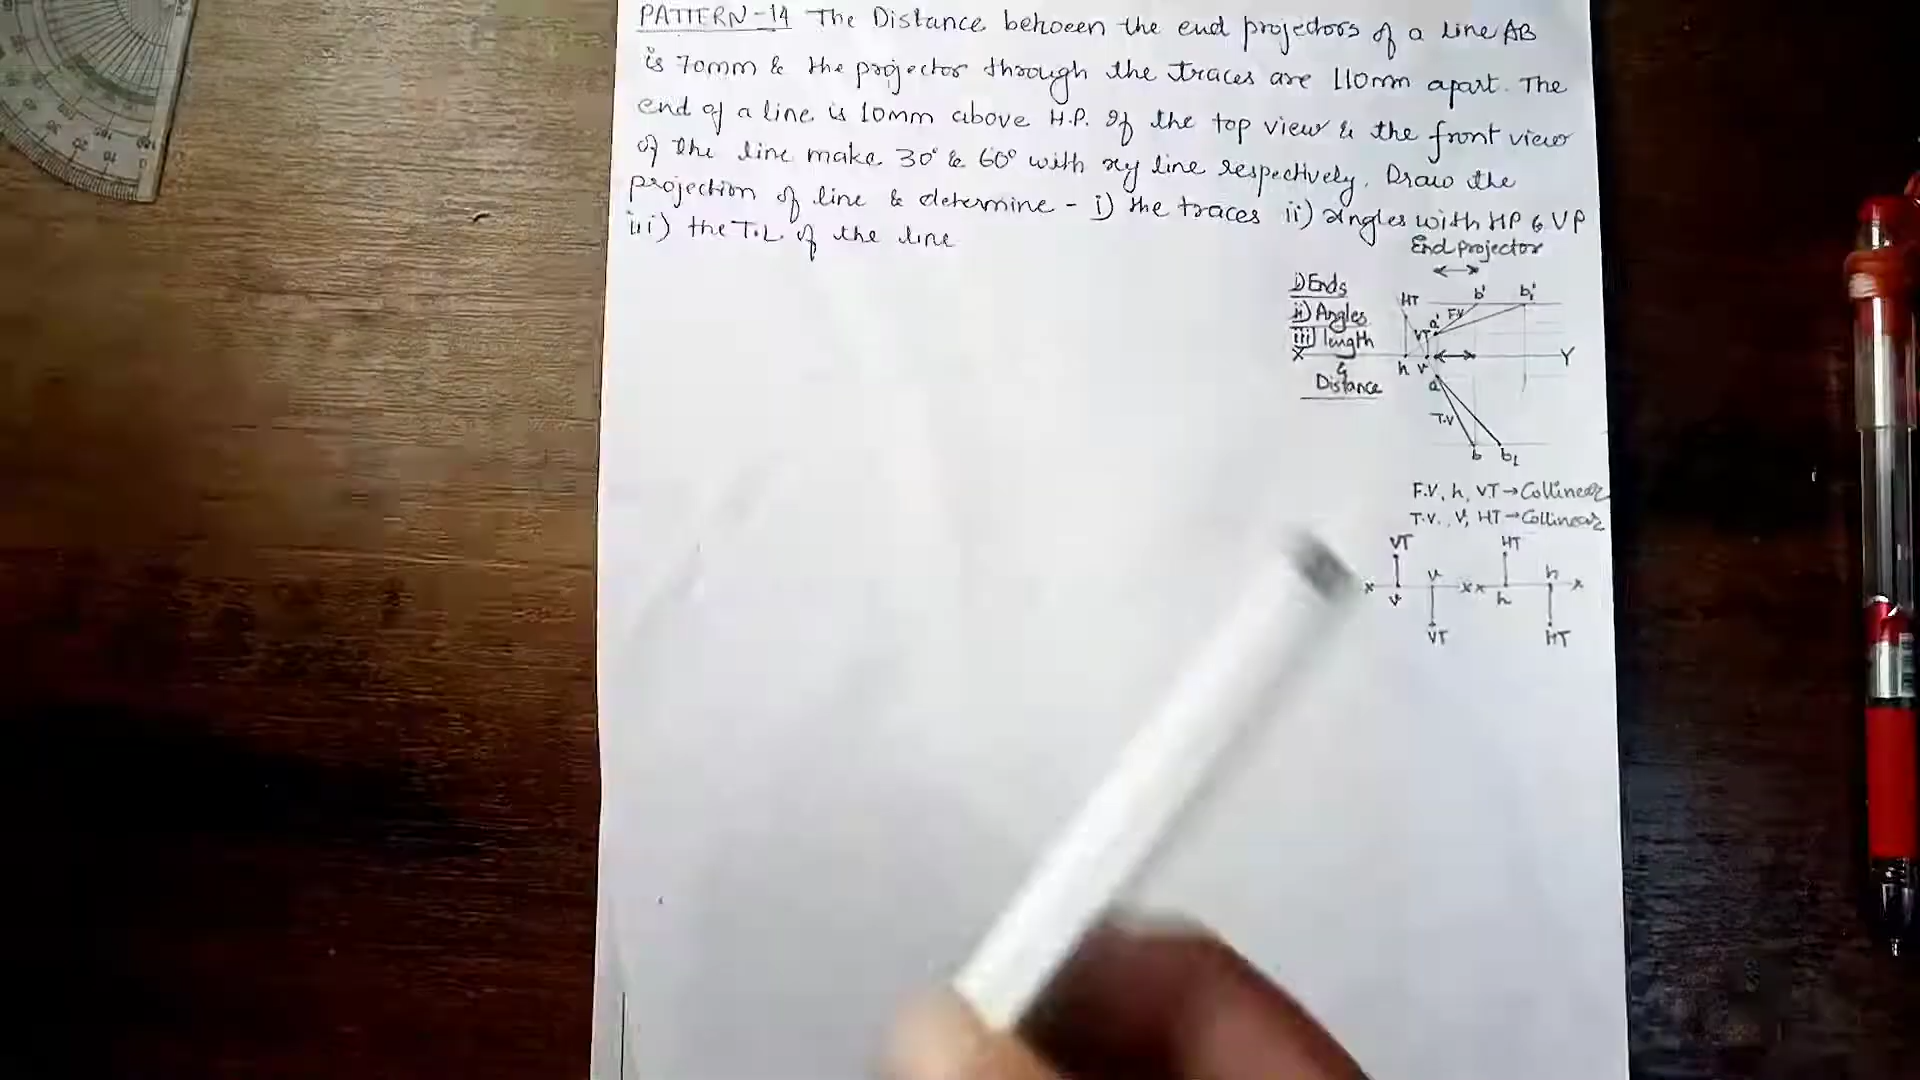 PATTERN-14 The Distance between the end projectors of a line AB
is 70mm & the projector through the traces are 110mm apart. The
end of a line is 10mm above H.P. If the top view & the front view
of the line make 30° & 60° with xy line respectively. Draw the
projection of line & determine - i) the traces ii) angles with HP & VP
iii) the T.L. of the line
End projector
i) Ends
ii) Angles
iii) length
&
Distance
HT
b'
b1'
F.V
a'
VT
X
Y
h
v
a
T.V
b
b1
F.V, h, VT→Collinear
T.V., V, HT→Collinear
VT
HT
v
h
x
x
x
x
v
h
VT
HT